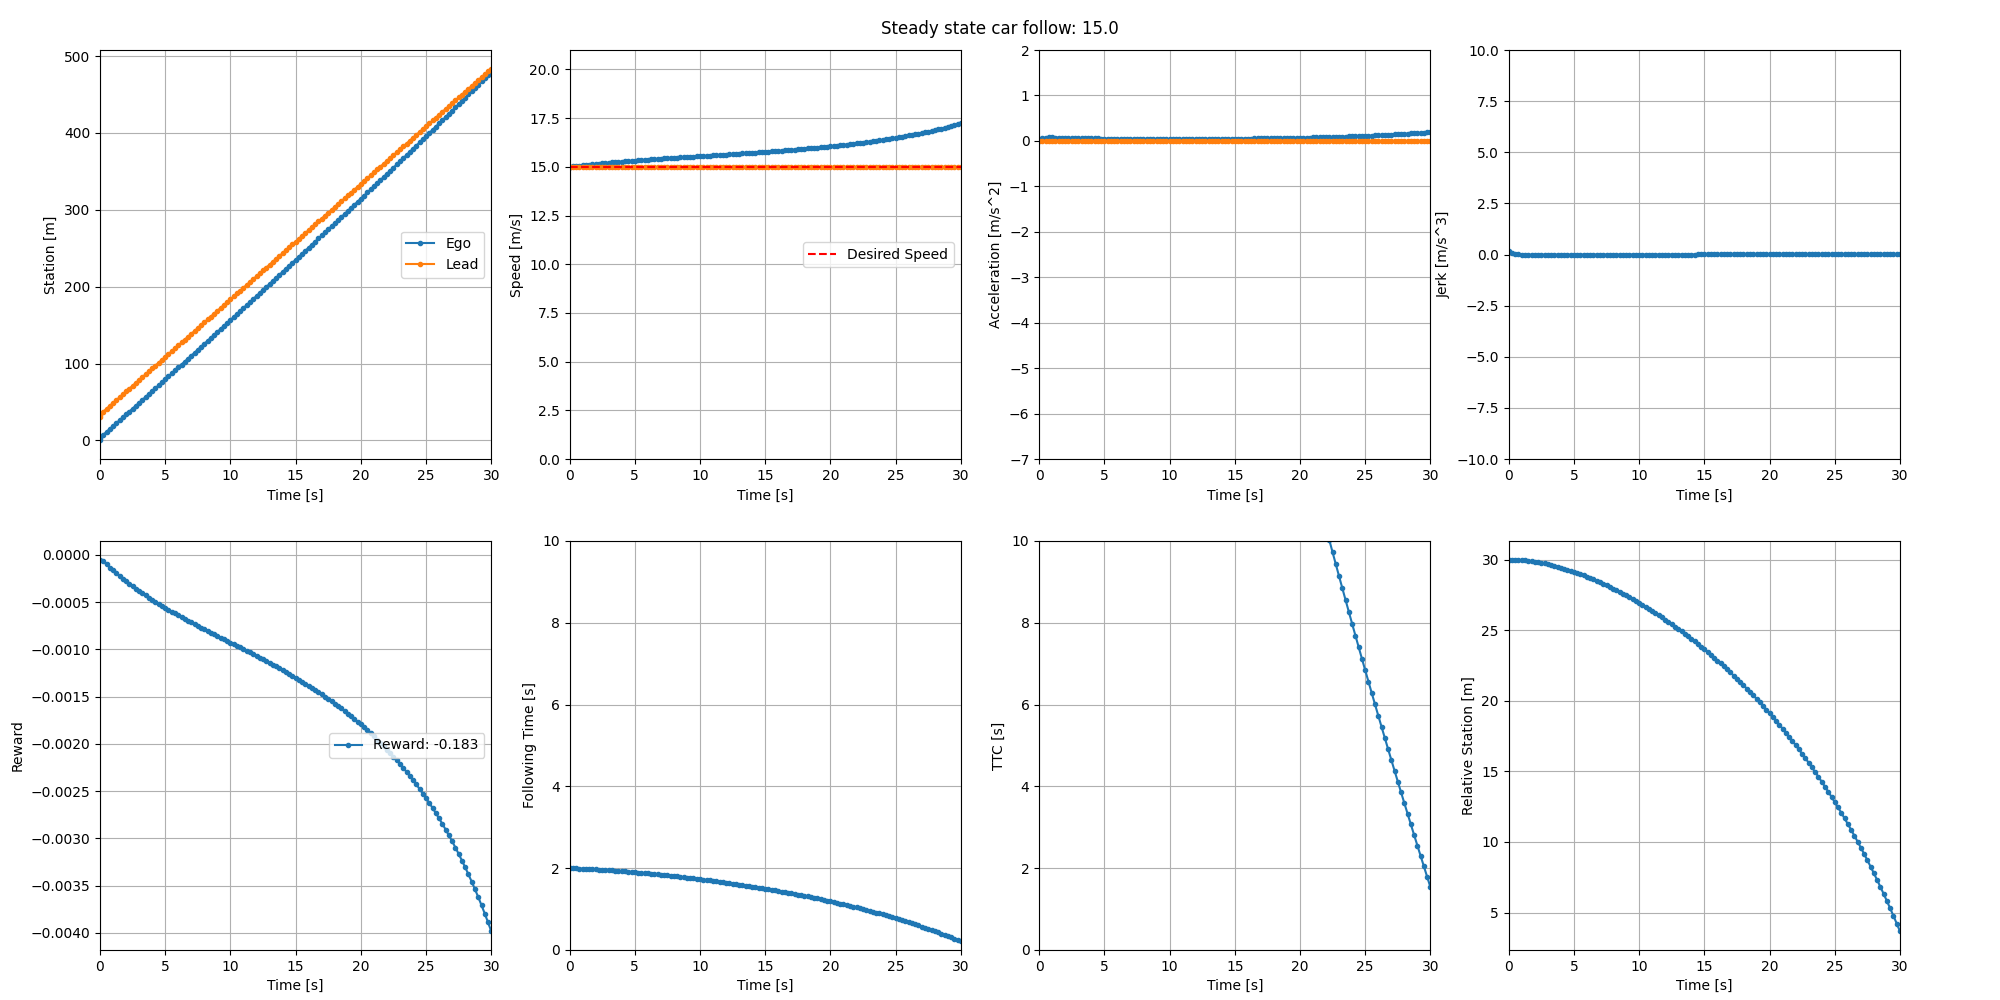 Steady state car follow: 15.0
500
400
300
200
100
0
Station [m]
Ego
Lead
0 5 10 15 20 25 30
Time [s]
20.0
17.5
15.0
12.5
10.0
7.5
5.0
2.5
0.0
Speed [m/s]
Desired Speed
0 5 10 15 20 25 30
Time [s]
2
1
0
−1
−2
−3
−4
−5
−6
−7
Acceleration [m/s^2]
0 5 10 15 20 25 30
Time [s]
10.0
7.5
5.0
2.5
0.0
−2.5
−5.0
−7.5
−10.0
Jerk [m/s^3]
0 5 10 15 20 25 30
Time [s]
0.0000
−0.0005
−0.0010
−0.0015
−0.0020
−0.0025
−0.0030
−0.0035
−0.0040
Reward
Reward: -0.183
0 5 10 15 20 25 30
Time [s]
10
8
6
4
2
0
Following Time [s]
0 5 10 15 20 25 30
Time [s]
10
8
6
4
2
0
TTC [s]
0 5 10 15 20 25 30
Time [s]
30
25
20
15
10
5
Relative Station [m]
0 5 10 15 20 25 30
Time [s]